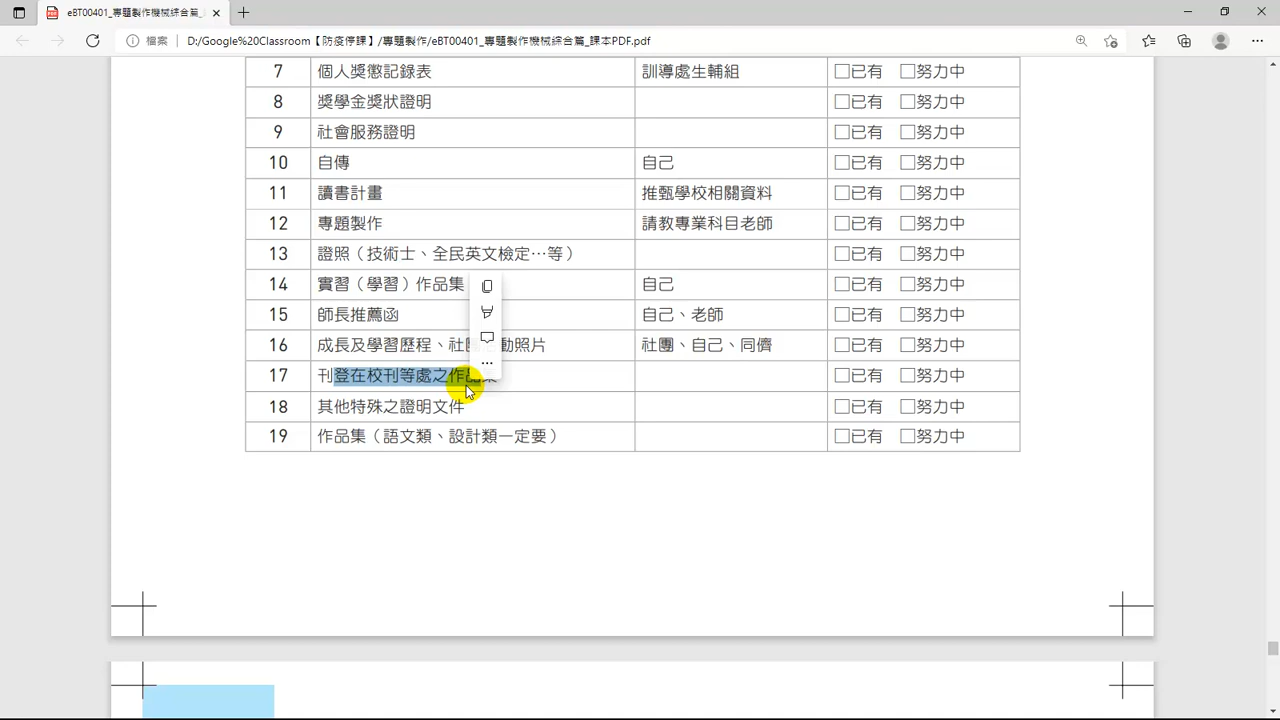 eBT00401_專題製作機械綜合篇_
檔案 D:/Google%20Classroom【防疫停課】/專題製作/eBT00401_專題製作機械綜合篇_課本PDF.pdf
7 個人獎懲記錄表 訓導處生輔組 □已有 □努力中
8 獎學金獎狀證明 □已有 □努力中
9 社會服務證明 □已有 □努力中
10 自傳 自己 □已有 □努力中
11 讀書計畫 推甄學校相關資料 □已有 □努力中
12 專題製作 請教專業科目老師 □已有 □努力中
13 證照（技術士、全民英文檢定…等） □已有 □努力中
14 實習（學習）作品集 自己 □已有 □努力中
15 師長推薦函 自己、老師 □已有 □努力中
16 成長及學習歷程、社團活動照片 社團、自己、同儕 □已有 □努力中
17 刊登在校刊等處之作品集 □已有 □努力中
18 其他特殊之證明文件 □已有 □努力中
19 作品集（語文類、設計類一定要） □已有 □努力中